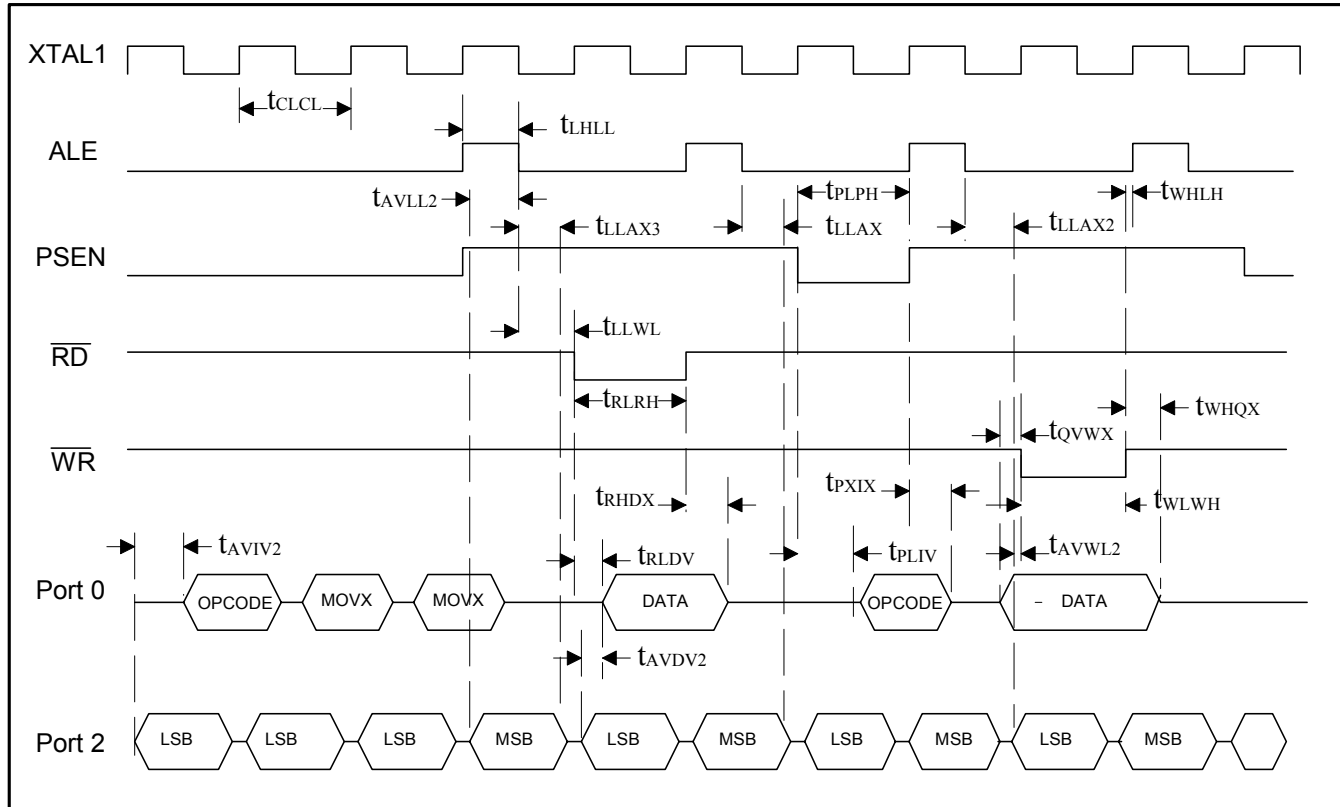 XTAL1
tCLCL
tLHLL
ALE
tAVLL2
tPLPH
tWHLH
tLLAX3
tLLAX
tLLAX2
PSEN
tLLWL
RD
tRLRH
tWHQX
tQVWX
WR
tRHDX
tPXIX
tWLWH
tAVIV2
tRLDV
tPLIV
tAVWL2
Port 0
OPCODE
MOVX
MOVX
DATA
OPCODE
- DATA
tAVDV2
Port 2
LSB
LSB
LSB
MSB
LSB
MSB
LSB
MSB
LSB
MSB